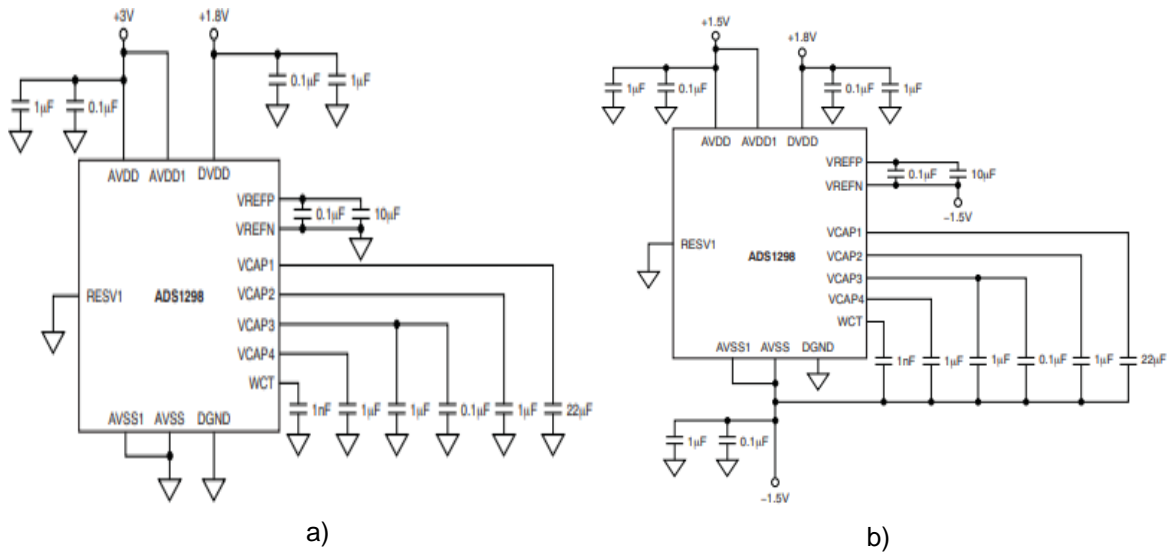 +3V +1.8V
1μF 0.1μF 0.1μF 1μF
AVDD AVDD1 DVDD
VREFP
0.1μF 10μF
VREFN
VCAP1
RESV1 ADS1298 VCAP2
VCAP3
VCAP4
WCT
1nF 1μF 1μF 0.1μF 1μF 22μF
AVSS1 AVSS DGND
a)
+1.5V +1.8V
1μF 0.1μF 0.1μF 1μF
AVDD AVDD1 DVDD
VREFP
0.1μF 10μF
VREFN
−1.5V
VCAP1
RESV1 ADS1298 VCAP2
VCAP3
VCAP4
WCT
AVSS1 AVSS DGND
1nF 1μF 1μF 0.1μF 1μF 22μF
1μF 0.1μF
−1.5V
b)